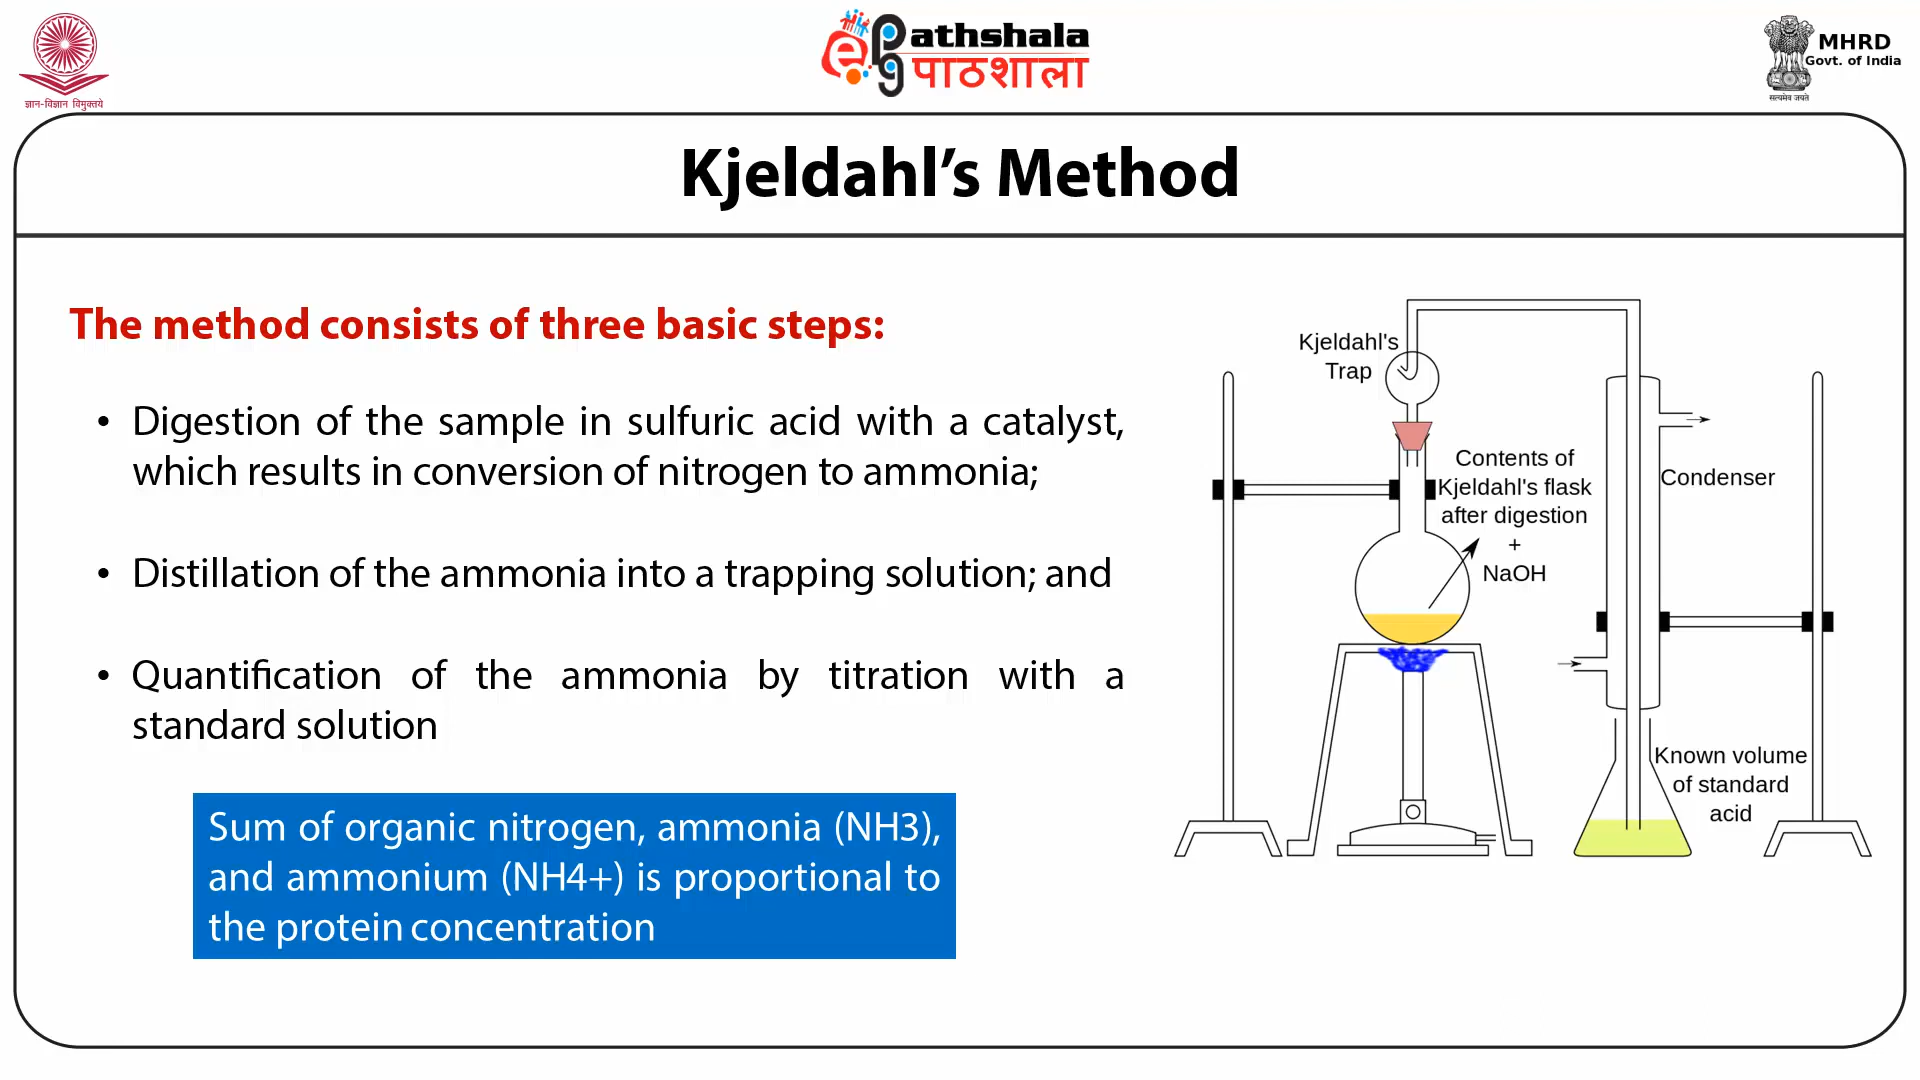 ज्ञान-विज्ञान विमुक्तये
ePathshala
पाठशाला
MHRD
Govt. of India
सत्यमेव जयते
Kjeldahl’s Method
The method consists of three basic steps:
• Digestion of the sample in sulfuric acid with a catalyst,
which results in conversion of nitrogen to ammonia;
• Distillation of the ammonia into a trapping solution; and
• Quantification of the ammonia by titration with a
standard solution
Sum of organic nitrogen, ammonia (NH3),
and ammonium (NH4+) is proportional to
the protein concentration
Kjeldahl's
Trap
Contents of
Kjeldahl's flask
after digestion
+
NaOH
Condenser
Known volume
of standard
acid